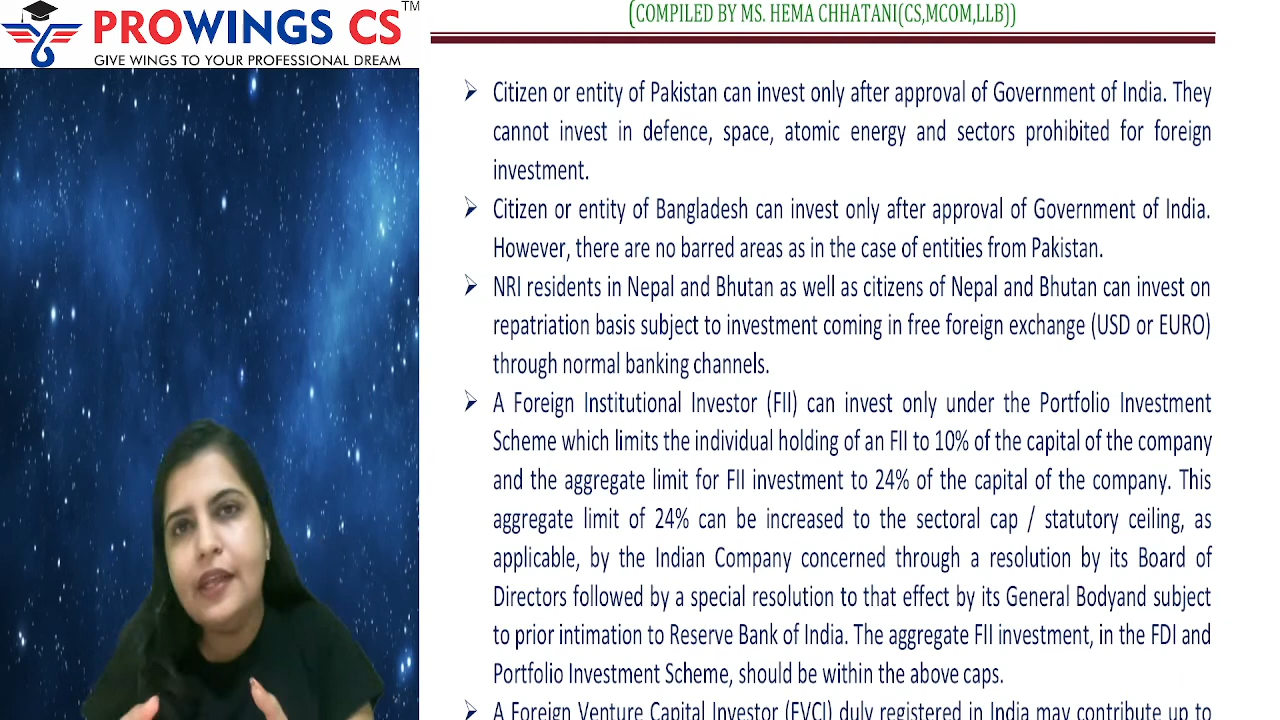 PROWINGS CS TM
GIVE WINGS TO YOUR PROFESSIONAL DREAM
(COMPILED BY MS. HEMA CHHATANI(CS,MCOM,LLB))
➢ Citizen or entity of Pakistan can invest only after approval of Government of India. They
cannot invest in defence, space, atomic energy and sectors prohibited for foreign
investment.
➢ Citizen or entity of Bangladesh can invest only after approval of Government of India.
However, there are no barred areas as in the case of entities from Pakistan.
➢ NRI residents in Nepal and Bhutan as well as citizens of Nepal and Bhutan can invest on
repatriation basis subject to investment coming in free foreign exchange (USD or EURO)
through normal banking channels.
➢ A Foreign Institutional Investor (FII) can invest only under the Portfolio Investment
Scheme which limits the individual holding of an FII to 10% of the capital of the company
and the aggregate limit for FII investment to 24% of the capital of the company. This
aggregate limit of 24% can be increased to the sectoral cap / statutory ceiling, as
applicable, by the Indian Company concerned through a resolution by its Board of
Directors followed by a special resolution to that effect by its General Bodyand subject
to prior intimation to Reserve Bank of India. The aggregate FII investment, in the FDI and
Portfolio Investment Scheme, should be within the above caps.
➢ A Foreign Venture Capital Investor (FVCI) duly registered in India may contribute up to